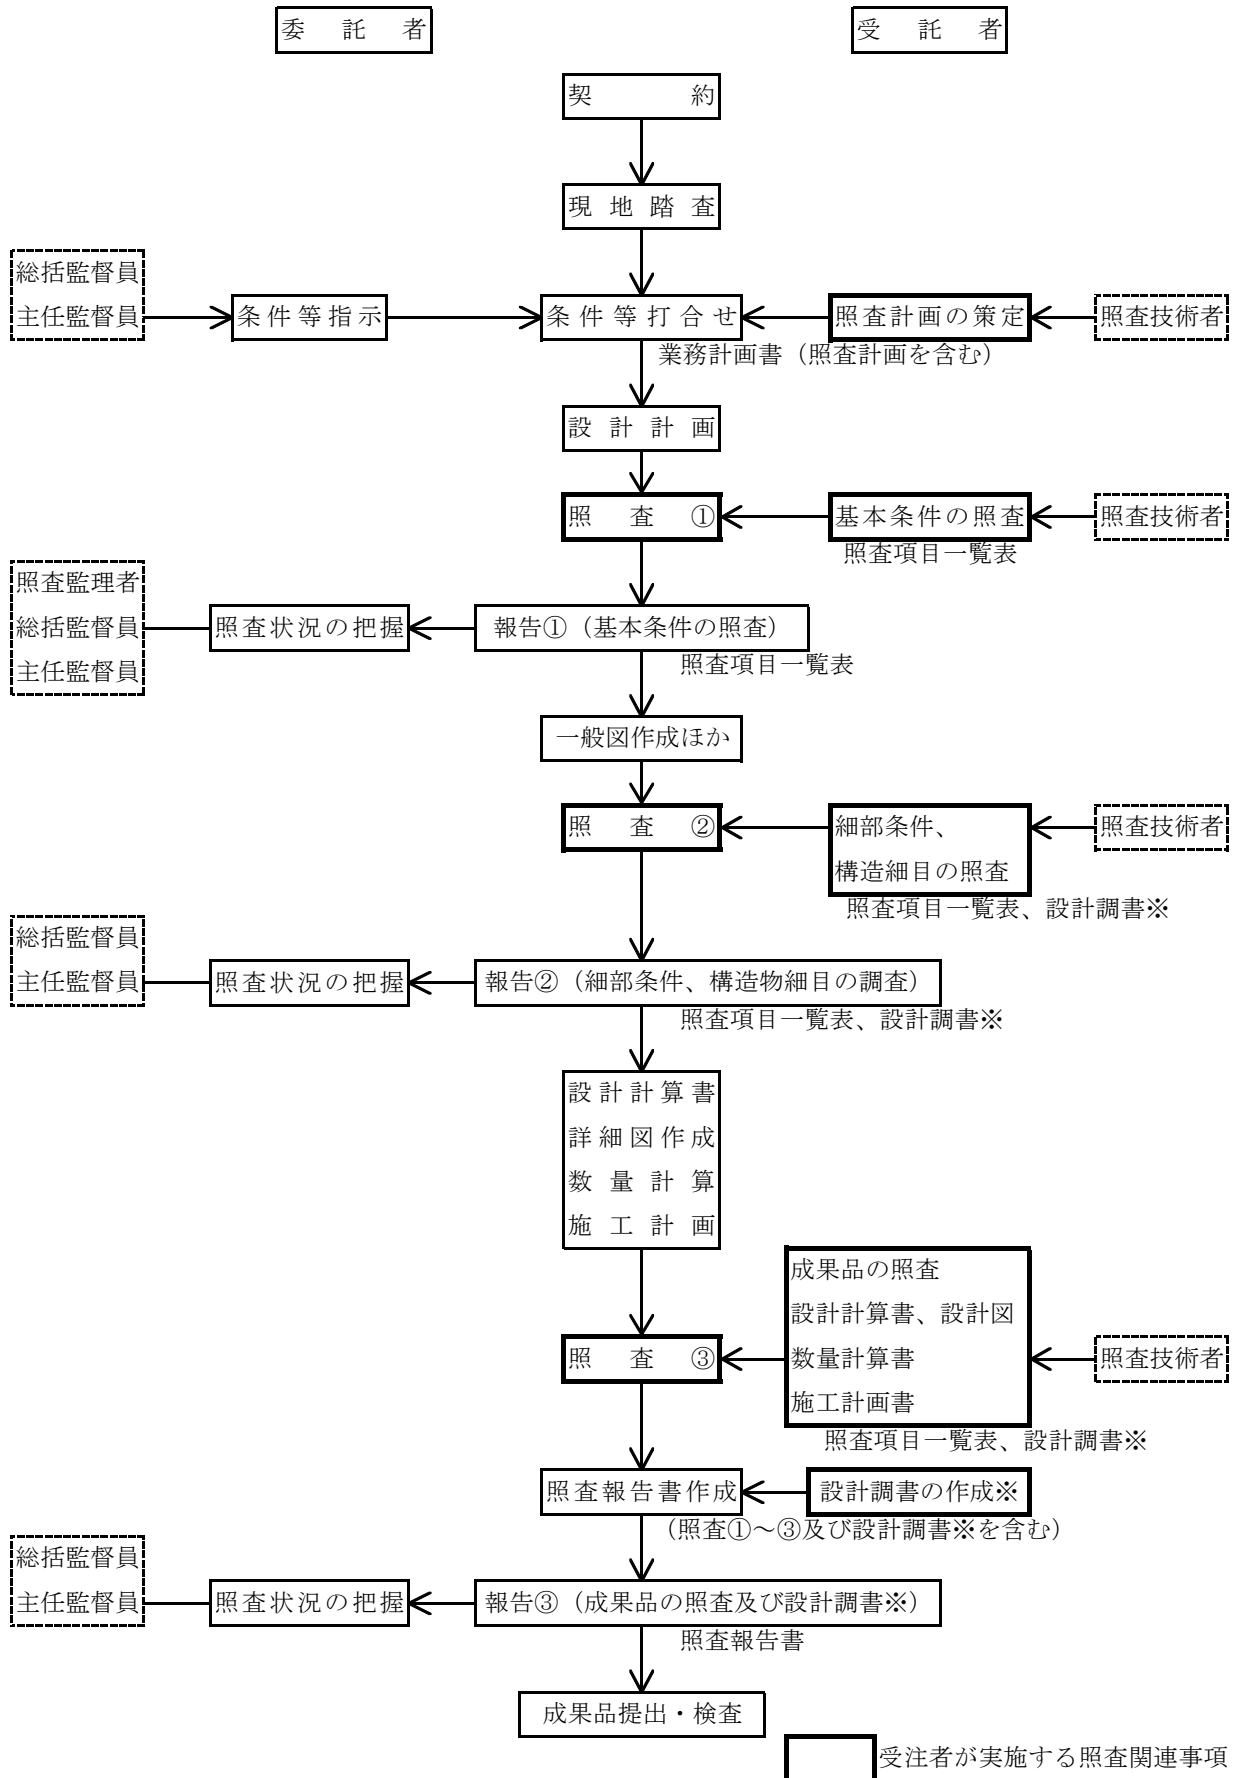 委託者
受託者
契約
現地踏査
総括監督員
主任監督員
条件等指示
条件等打合せ
照査計画の策定
照査技術者
業務計画書（照査計画を含む）
設計計画
照査①
基本条件の照査
照査技術者
照査項目一覧表
照査監理者
総括監督員
主任監督員
照査状況の把握
報告①（基本条件の照査）
照査項目一覧表
一般図作成ほか
照査②
細部条件、
構造細目の照査
照査技術者
照査項目一覧表、設計調書※
総括監督員
主任監督員
照査状況の把握
報告②（細部条件、構造物細目の調査）
照査項目一覧表、設計調書※
設計計算書
詳細図作成
数量計算
施工計画
成果品の照査
設計計算書、設計図
数量計算書
施工計画書
照査③
照査技術者
照査項目一覧表、設計調書※
照査報告書作成
設計調書の作成※
（照査①～③及び設計調書※を含む）
総括監督員
主任監督員
照査状況の把握
報告③（成果品の照査及び設計調書※）
照査報告書
成果品提出・検査
受注者が実施する照査関連事項